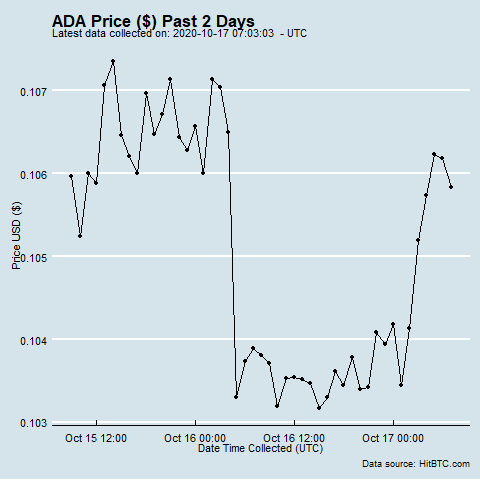 ADA Price ($) Past 2 Days
Latest data collected on: 2020-10-17 07:03:03 - UTC
0.107
0.106
0.105
0.104
0.103
Price USD ($)
Oct 15 12:00 Oct 16 00:00 Oct 16 12:00 Oct 17 00:00
Date Time Collected (UTC)
Data source: HitBTC.com